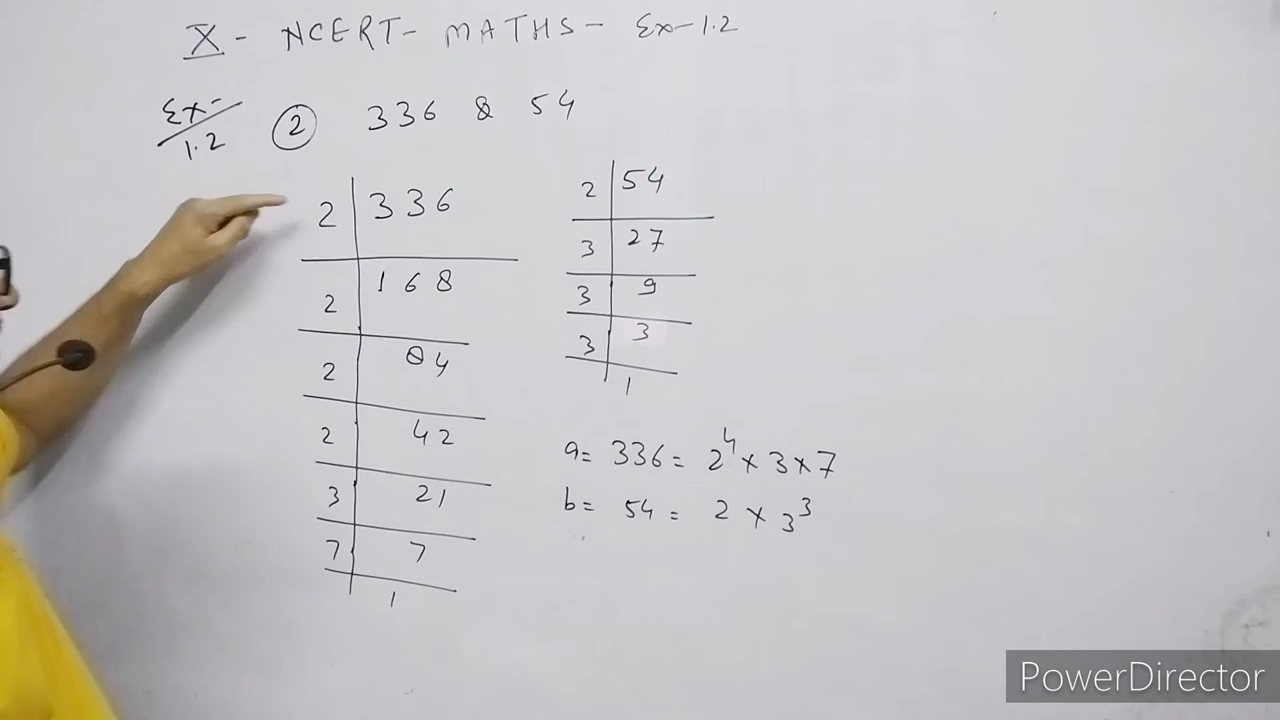 X - NCERT - MATHS - Ex-1.2
Ex- 1.2 ② 336 & 54
2 | 336
2 | 168
2 | 84
2 | 42
3 | 21
7 | 7
1
2 | 54
3 | 27
3 | 9
3 | 3
1
a = 336 = 2⁴ × 3 × 7
b = 54 = 2 × 3³
PowerDirector